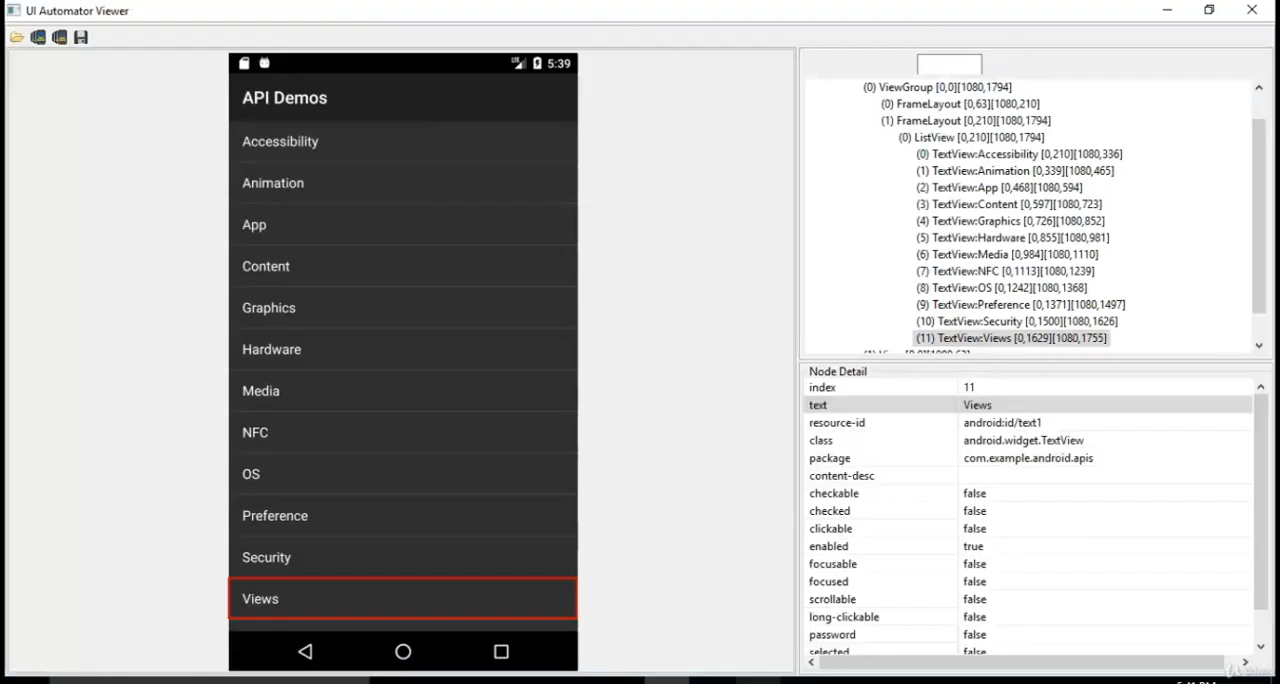 UI Automator Viewer
5:39
API Demos
Accessibility
Animation
App
Content
Graphics
Hardware
Media
NFC
OS
Preference
Security
Views
(0) ViewGroup [0,0][1080,1794]
(0) FrameLayout [0,63][1080,210]
(1) FrameLayout [0,210][1080,1794]
(0) ListView [0,210][1080,1794]
(0) TextView:Accessibility [0,210][1080,336]
(1) TextView:Animation [0,339][1080,465]
(2) TextView:App [0,468][1080,594]
(3) TextView:Content [0,597][1080,723]
(4) TextView:Graphics [0,726][1080,852]
(5) TextView:Hardware [0,855][1080,981]
(6) TextView:Media [0,984][1080,1110]
(7) TextView:NFC [0,1113][1080,1239]
(8) TextView:OS [0,1242][1080,1368]
(9) TextView:Preference [0,1371][1080,1497]
(10) TextView:Security [0,1500][1080,1626]
(11) TextView:Views [0,1629][1080,1755]
Node Detail
index 11
text Views
resource-id android:id/text1
class android.widget.TextView
package com.example.android.apis
content-desc
checkable false
checked false
clickable false
enabled true
focusable false
focused false
scrollable false
long-clickable false
password false
selected false